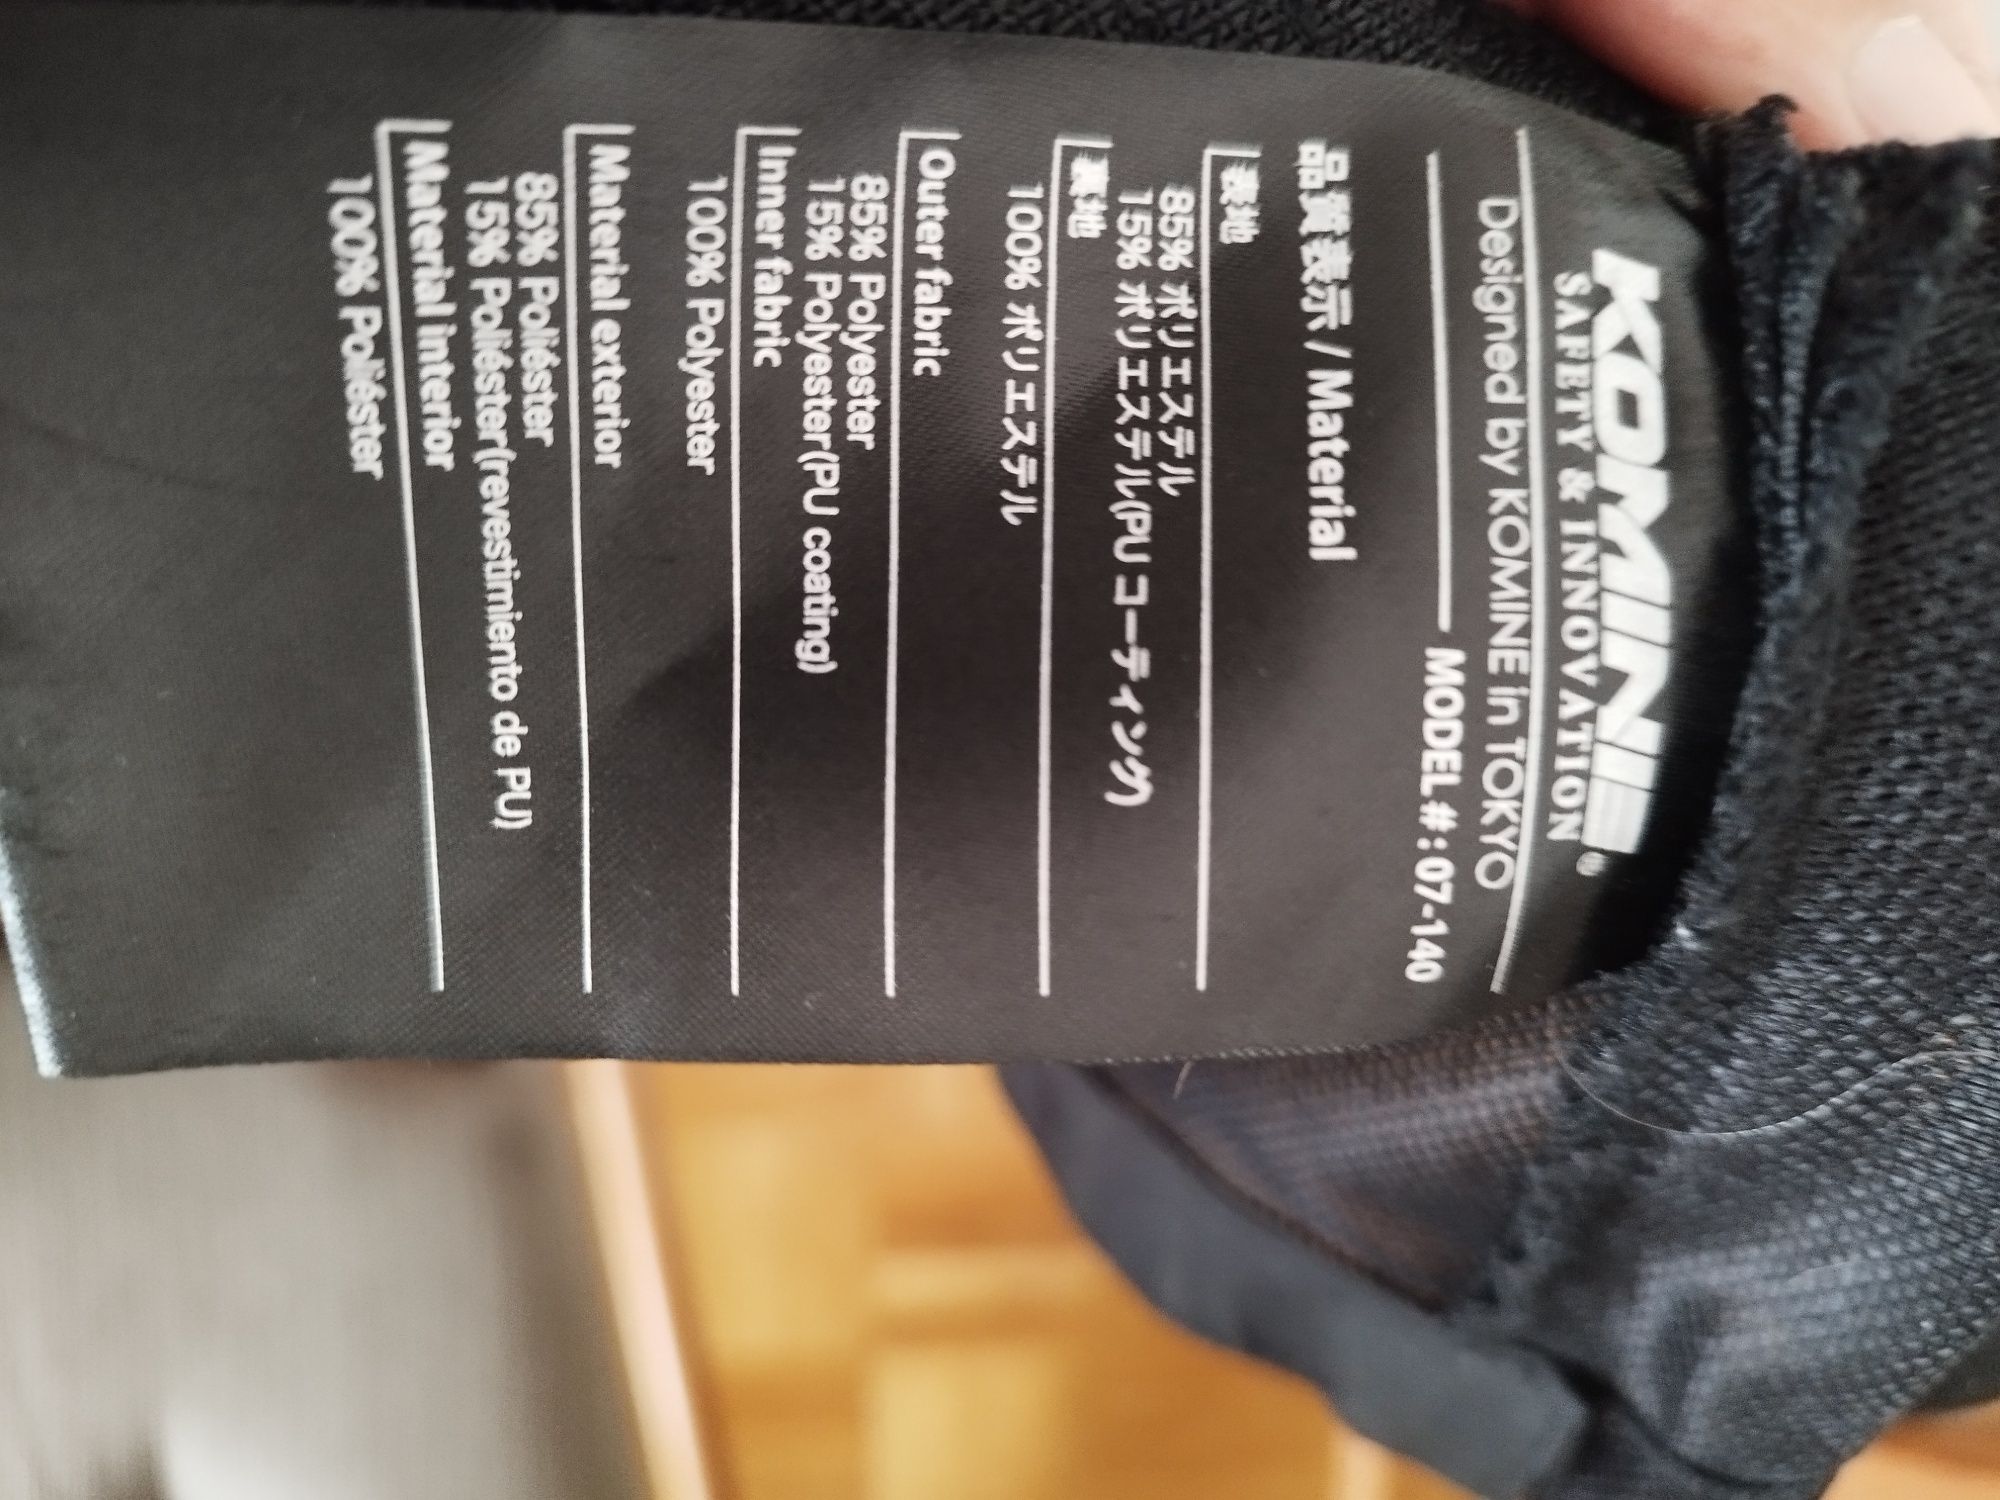 KOMINE®
SAFETY & INNOVATION
Designed by KOMINE in TOKYO
MODEL #:07-140
品質表示 / Material
表地
85% ポリエステル
15% ポリエステル(PU コーティング)
裏地
100% ポリエステル
Outer fabric
85% Polyester
15% Polyester(PU coating)
Inner fabric
100% Polyester
Material exterior
85% Poliéster
15% Poliéster(revestimiento de PU)
Material interior
100% Poliéster